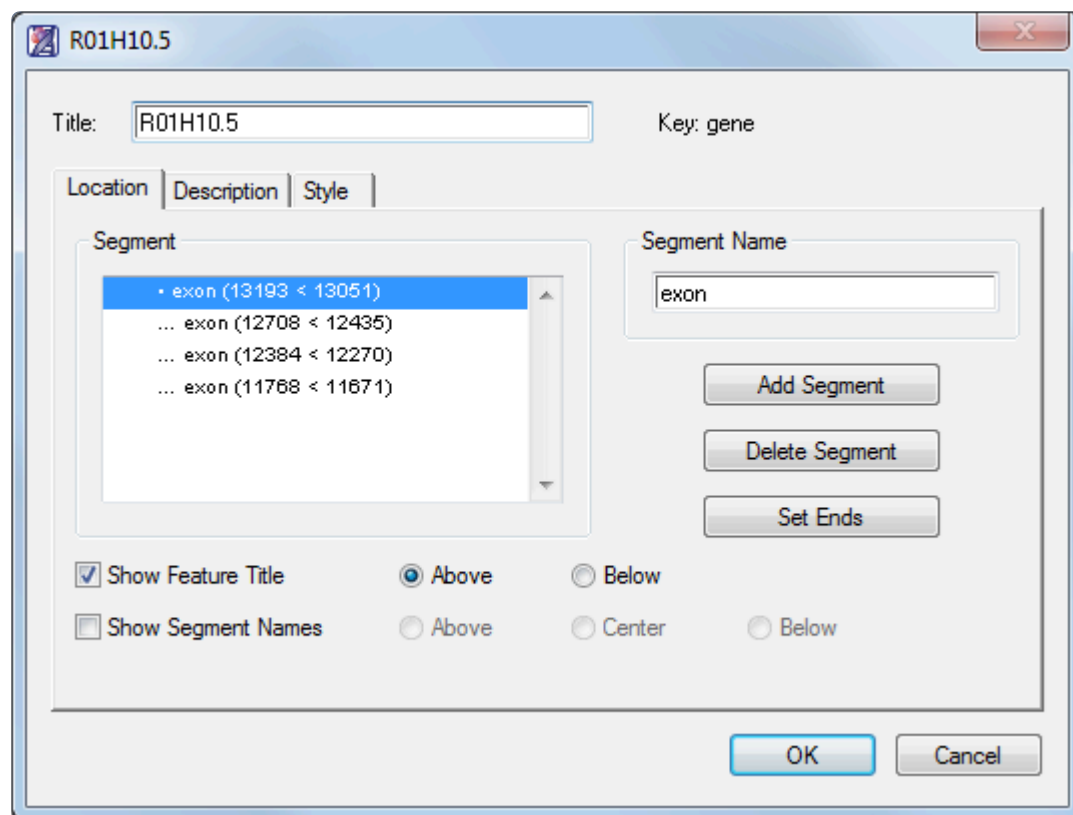 R01H10.5
Title: R01H10.5 Key: gene
Location Description Style
Segment Segment Name
• exon (13193 < 13051) exon
... exon (12708 < 12435)
... exon (12384 < 12270)
... exon (11768 < 11671)
Add Segment
Delete Segment
Set Ends
Show Feature Title Above Below
Show Segment Names Above Center Below
OK Cancel